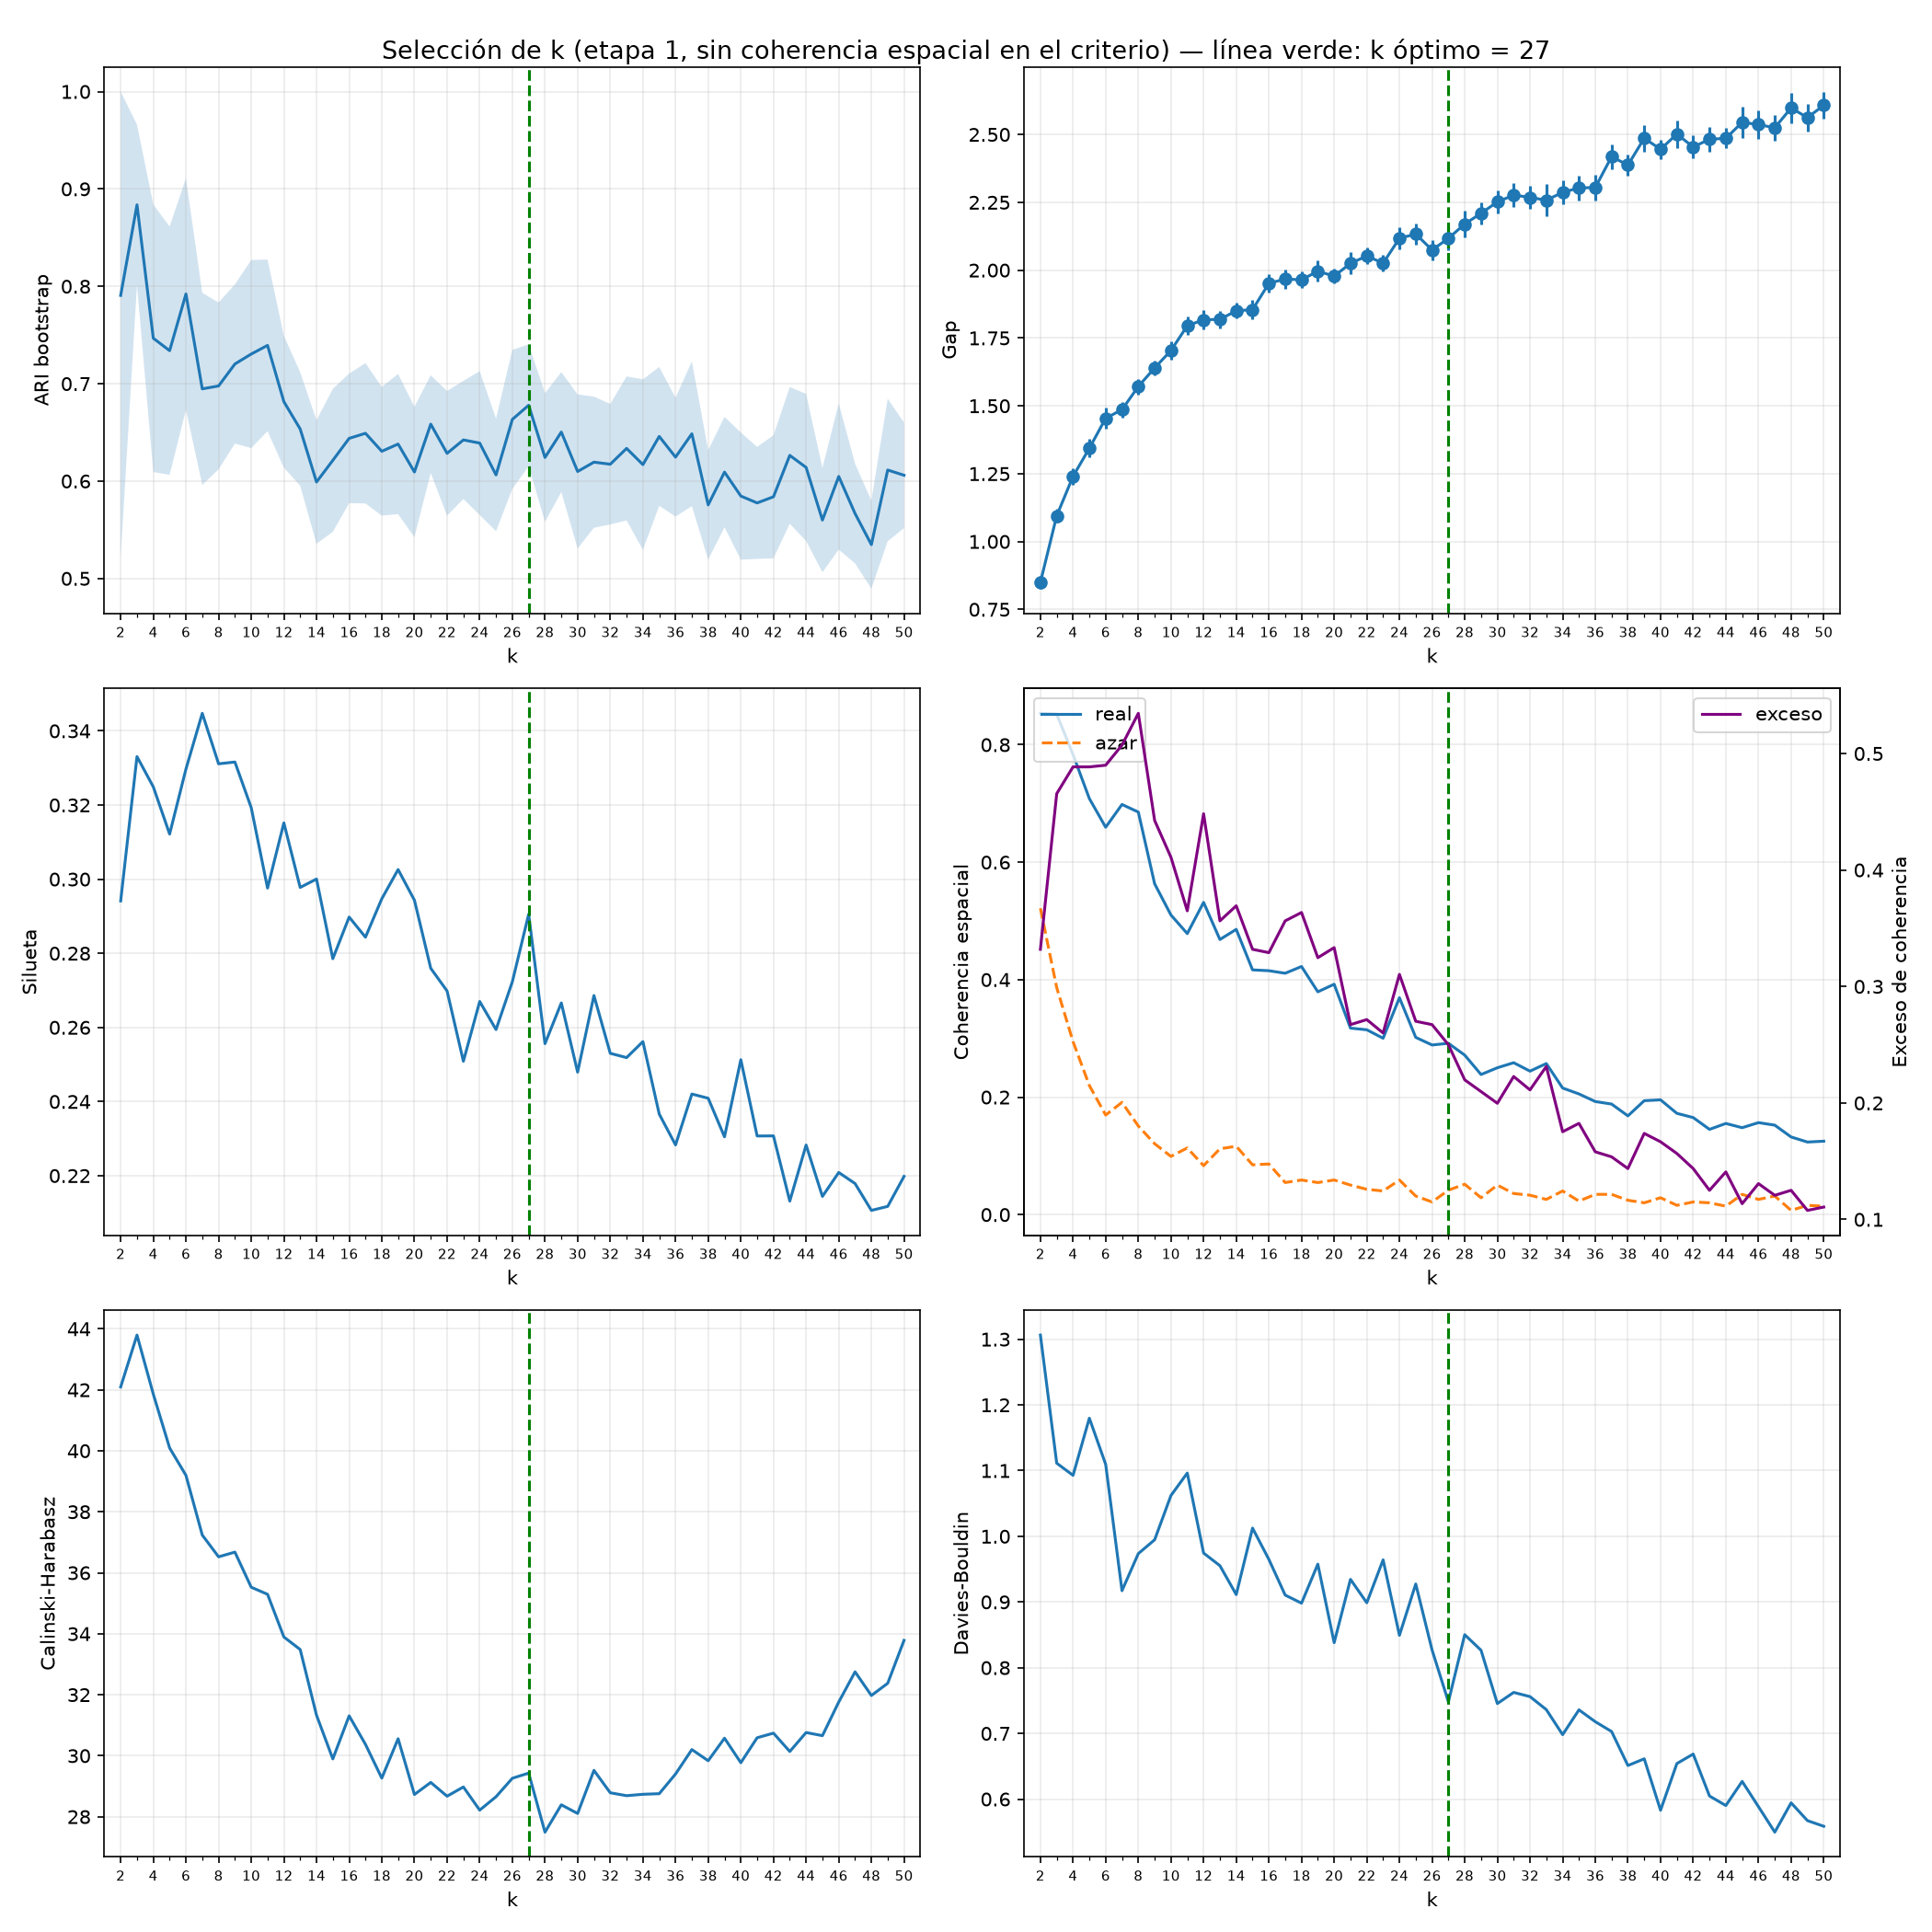 Selección de k (etapa 1, sin coherencia espacial en el criterio) — línea verde: k óptimo = 27
1.0
0.9
0.8
0.7
0.6
0.5
ARI bootstrap
2 4 6 8 10 12 14 16 18 20 22 24 26 28 30 32 34 36 38 40 42 44 46 48 50
k
2.50
2.25
2.00
1.75
1.50
1.25
1.00
0.75
Gap
2 4 6 8 10 12 14 16 18 20 22 24 26 28 30 32 34 36 38 40 42 44 46 48 50
k
0.34
0.32
0.30
0.28
0.26
0.24
0.22
Silueta
2 4 6 8 10 12 14 16 18 20 22 24 26 28 30 32 34 36 38 40 42 44 46 48 50
k
real
azar
exceso
0.8
0.6
0.4
0.2
0.0
Coherencia espacial
0.5
0.4
0.3
0.2
0.1
Exceso de coherencia
2 4 6 8 10 12 14 16 18 20 22 24 26 28 30 32 34 36 38 40 42 44 46 48 50
k
44
42
40
38
36
34
32
30
28
Calinski-Harabasz
2 4 6 8 10 12 14 16 18 20 22 24 26 28 30 32 34 36 38 40 42 44 46 48 50
k
1.3
1.2
1.1
1.0
0.9
0.8
0.7
0.6
Davies-Bouldin
2 4 6 8 10 12 14 16 18 20 22 24 26 28 30 32 34 36 38 40 42 44 46 48 50
k